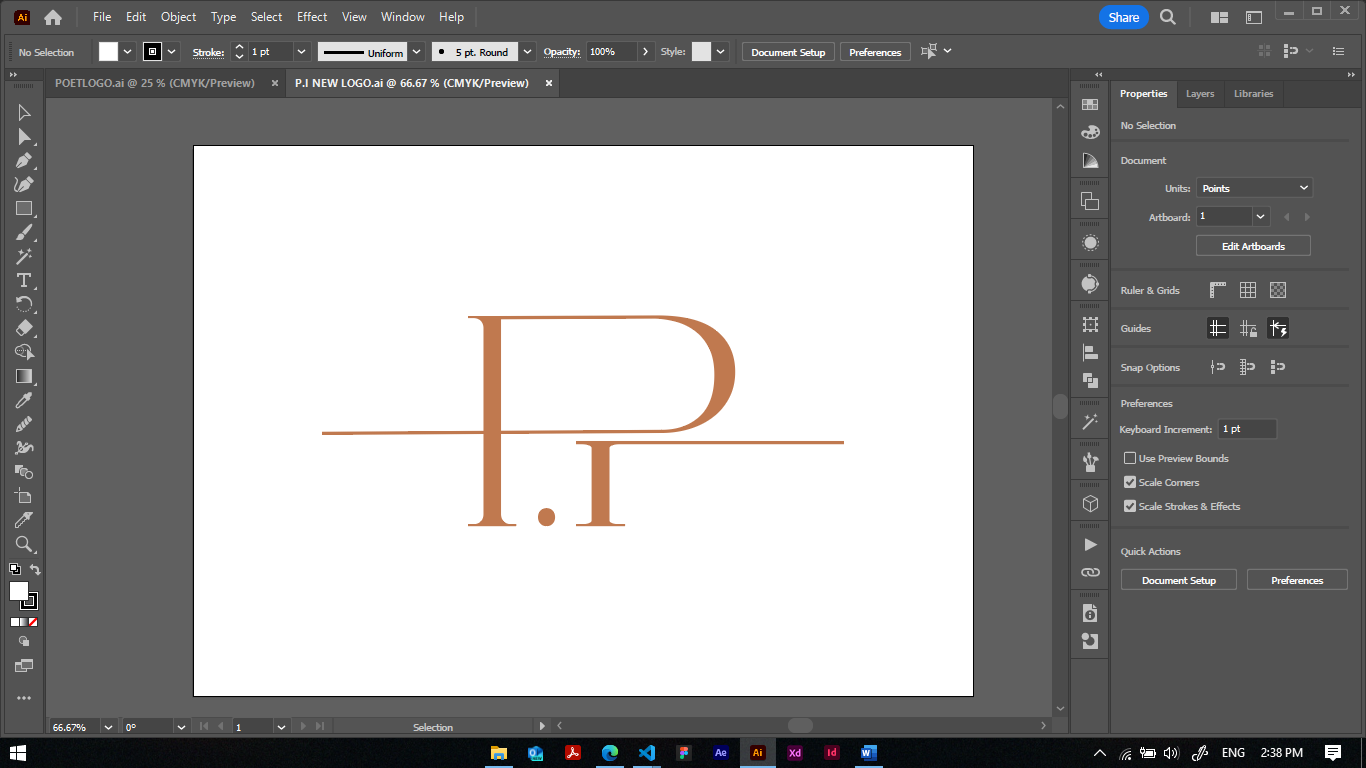 Ai File Edit Object Type Select Effect View Window Help Share
No Selection Stroke: 1 pt Uniform 5 pt. Round Opacity: 100% Style: Document Setup Preferences
POETLOGO.ai @ 25 % (CMYK/Preview) × P.I NEW LOGO.ai @ 66.67 % (CMYK/Preview) ×
Properties Layers Libraries
No Selection
Document
Units: Points
Artboard: 1
Edit Artboards
Ruler & Grids
Guides
Snap Options
Preferences
Keyboard Increment: 1 pt
Use Preview Bounds
Scale Corners
Scale Strokes & Effects
Quick Actions
Document Setup Preferences
P.I
66.67% 0° 1 Selection
Ae Ai Xd Id ENG 2:38 PM